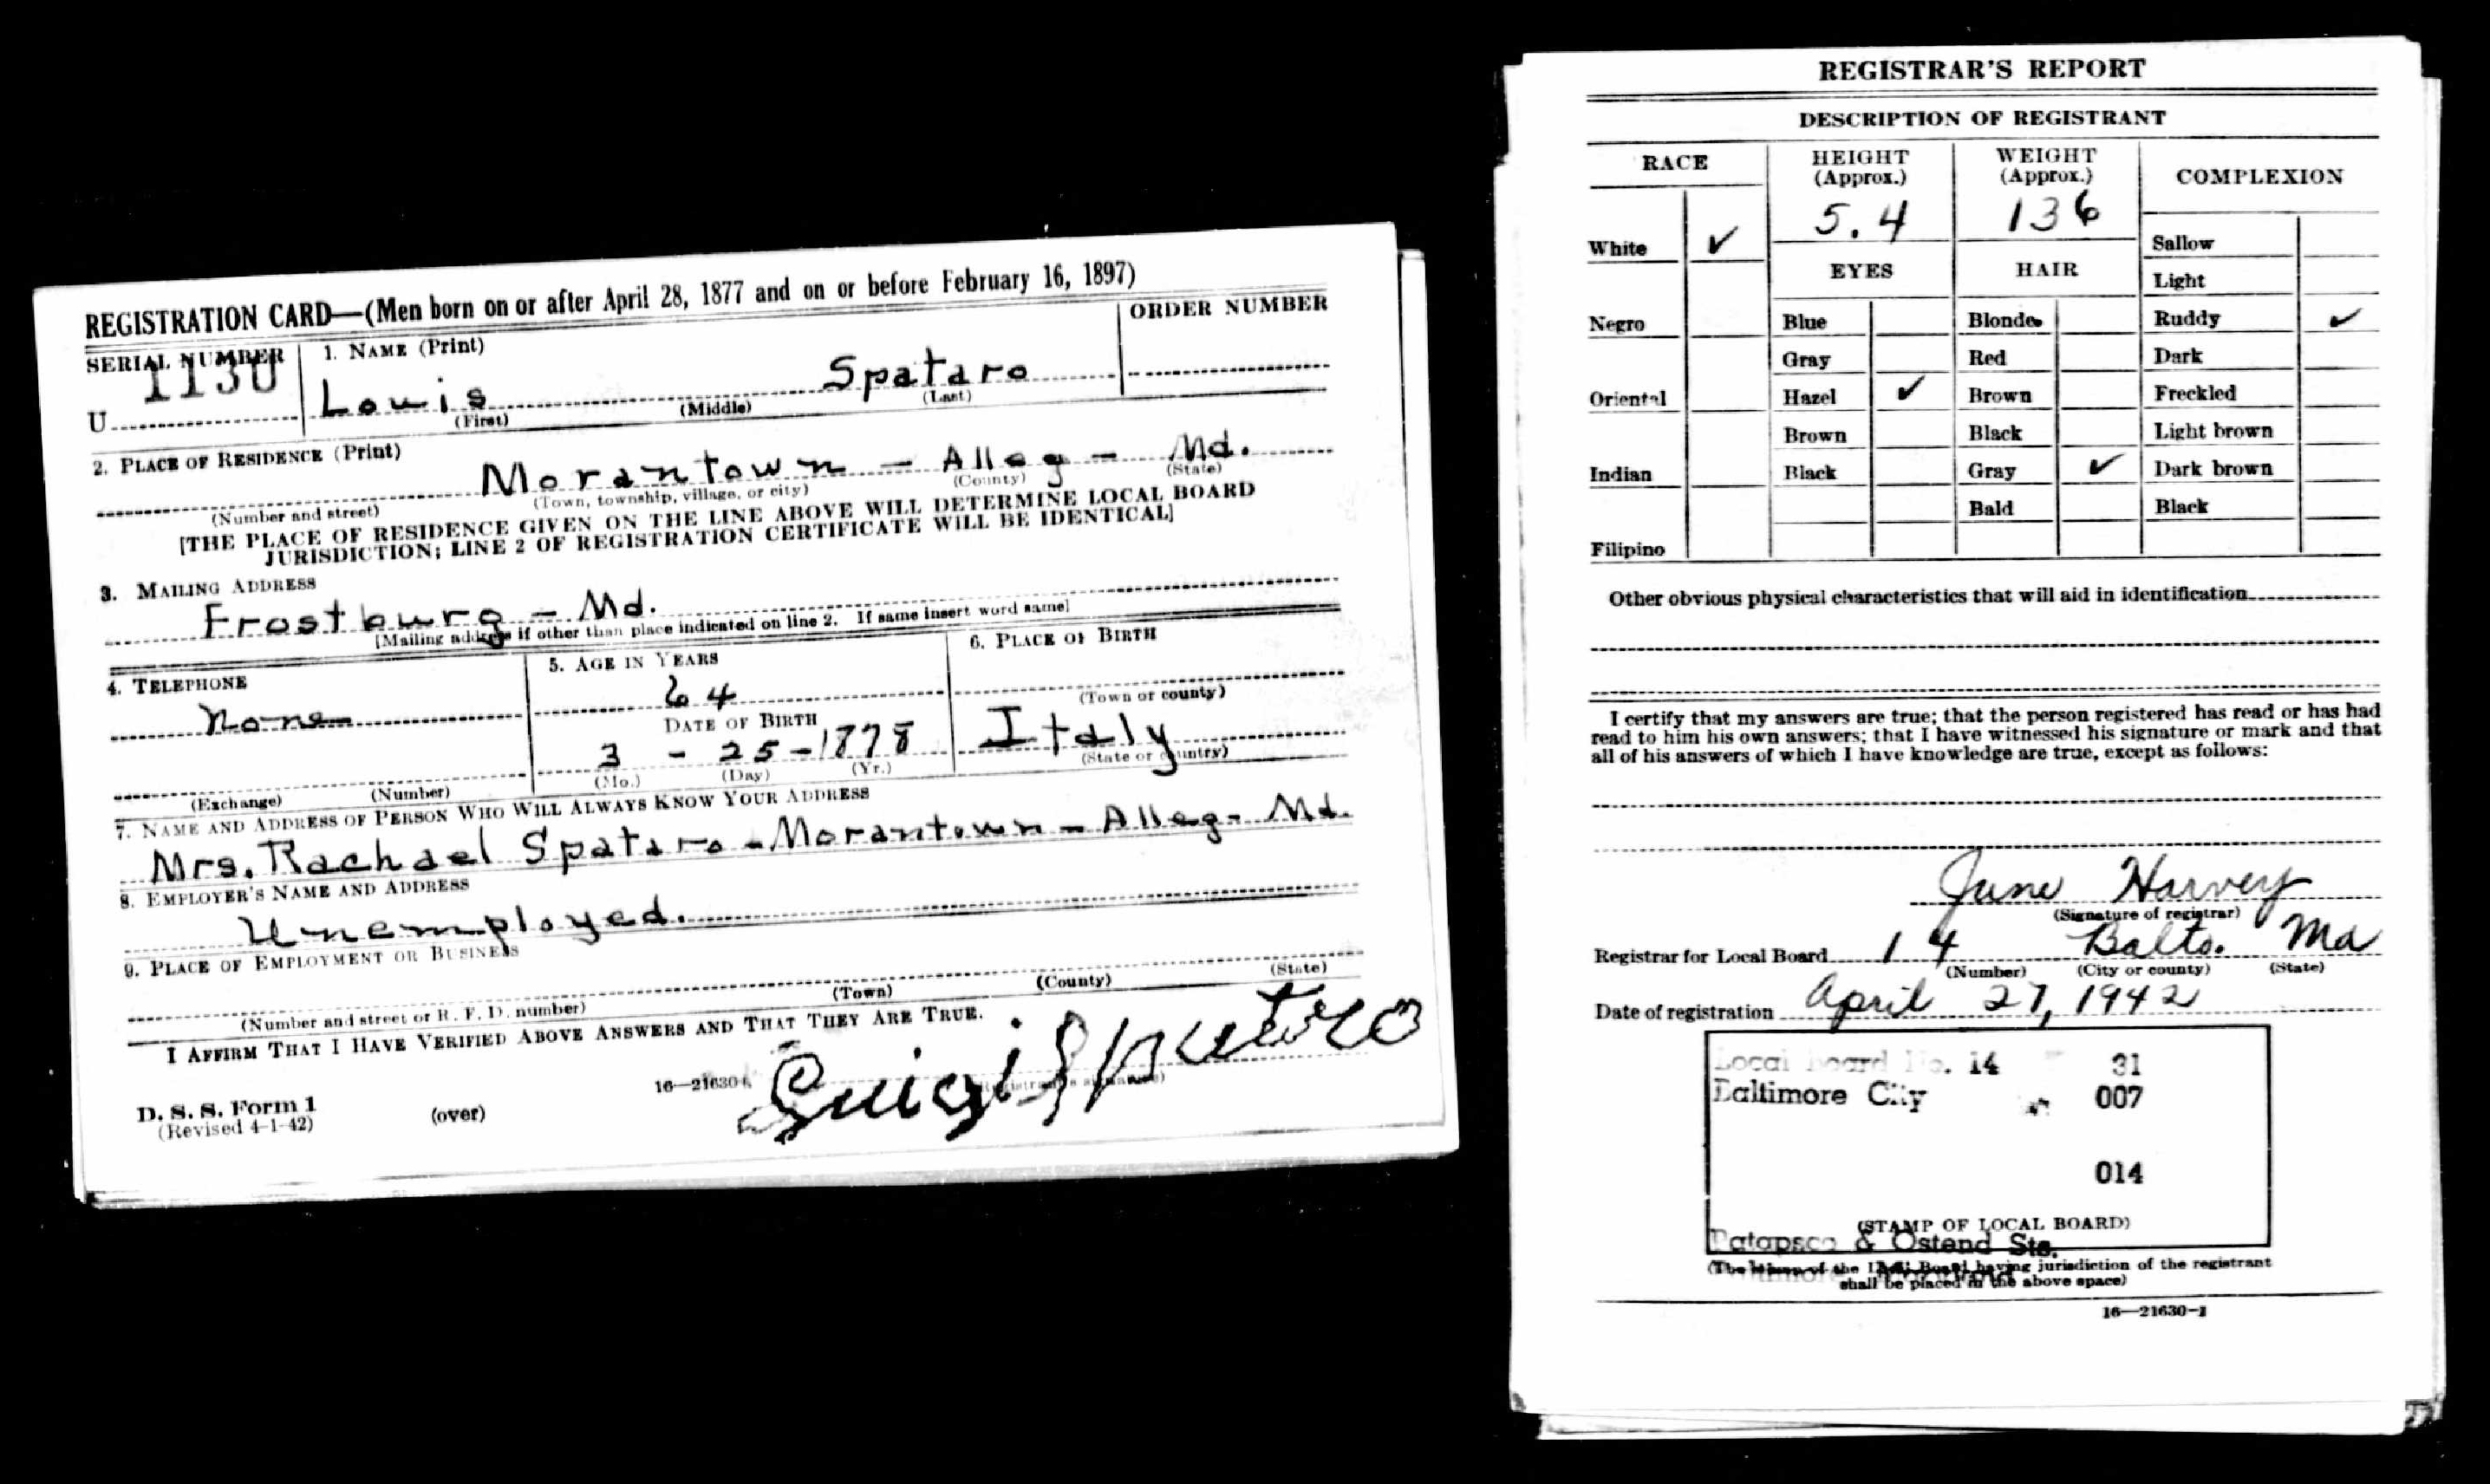 REGISTRATION CARD—(Men born on or after April 28, 1877 and on or before February 16, 1897)
SERIAL NUMBER
1. NAME (Print)
ORDER NUMBER
U 1130
Louis Spataro
(First) (Middle) (Last)
2. PLACE OF RESIDENCE (Print)
Morantown — Alleg — Md.
(Number and street) (Town, township, village, or city) (County) (State)
[THE PLACE OF RESIDENCE GIVEN ON THE LINE ABOVE WILL DETERMINE LOCAL BOARD
JURISDICTION; LINE 2 OF REGISTRATION CERTIFICATE WILL BE IDENTICAL]
3. MAILING ADDRESS
Frostburg — Md.
[Mailing address if other than place indicated on line 2. If same insert word same]
4. TELEPHONE
None
(Exchange) (Number)
5. AGE IN YEARS
64
DATE OF BIRTH
3 - 25 - 1878
(Mo.) (Day) (Yr.)
6. PLACE OF BIRTH
(Town or county)
Italy
(State or country)
7. NAME AND ADDRESS OF PERSON WHO WILL ALWAYS KNOW YOUR ADDRESS
Mrs. Rachael Spataro - Morantown - Alleg - Md.
8. EMPLOYER'S NAME AND ADDRESS
Unemployed.
9. PLACE OF EMPLOYMENT OR BUSINESS
(Number and street or R. F. D. number) (Town) (County) (State)
I AFFIRM THAT I HAVE VERIFIED ABOVE ANSWERS AND THAT THEY ARE TRUE.
Luigi Spataro
D. S. S. Form 1
(Revised 4-1-42)
(over)
16—21630-1
(Registrant's signature)
REGISTRAR'S REPORT
DESCRIPTION OF REGISTRANT
RACE
HEIGHT
(Approx.)
WEIGHT
(Approx.)
COMPLEXION
5.4
136
White ✓
Negro
Oriental
Indian
Filipino
EYES
Blue
Gray
Hazel ✓
Brown
Black
HAIR
Blonde
Red
Brown
Black
Gray ✓
Bald
Sallow
Light
Ruddy ✓
Dark
Freckled
Light brown
Dark brown
Black
Other obvious physical characteristics that will aid in identification
I certify that my answers are true; that the person registered has read or has had
read to him his own answers; that I have witnessed his signature or mark and that
all of his answers of which I have knowledge are true, except as follows:
June Harvey
(Signature of registrar)
Registrar for Local Board 14 Balto. Md
(Number) (City or county) (State)
Date of registration April 27, 1942
Local Board No. 14 31
Baltimore City 007
014
(STAMP OF LOCAL BOARD)
Patapsco & Ostend Sts.
(The stamp of the Local Board having jurisdiction of the registrant
shall be placed in the above space)
16—21630-1